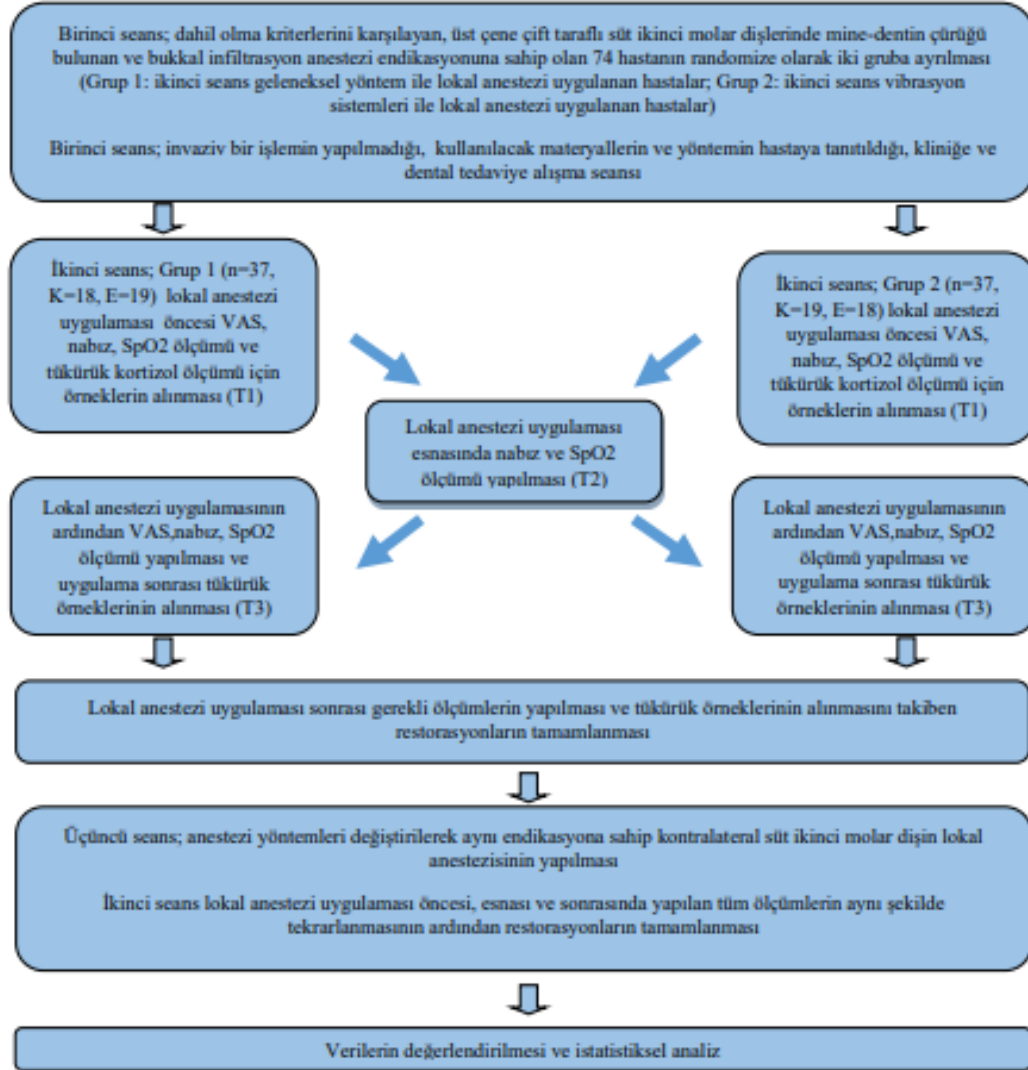 Birinci seans; dahil olma kriterlerini karşılayan, üst çene çift taraflı süt ikinci molar dişlerinde mine-dentin çürüğü
bulunan ve bukkal infiltrasyon anestezi endikasyonuna sahip olan 74 hastanın randomize olarak iki gruba ayrılması
(Grup 1: ikinci seans geleneksel yöntem ile lokal anestezi uygulanan hastalar; Grup 2: ikinci seans vibrasyon
sistemleri ile lokal anestezi uygulanan hastalar)
Birinci seans; invaziv bir işlemin yapılmadığı, kullanılacak materyallerin ve yöntemin hastaya tanıtıldığı, kliniğe ve
dental tedaviye alışma seansı
İkinci seans; Grup 1 (n=37,
K=18, E=19) lokal anestezi
uygulaması öncesi VAS,
nabız, SpO2 ölçümü ve
tükürük kortizol ölçümü için
örneklerin alınması (T1)
İkinci seans; Grup 2 (n=37,
K=19, E=18) lokal anestezi
uygulaması öncesi VAS,
nabız, SpO2 ölçümü ve
tükürük kortizol ölçümü için
örneklerin alınması (T1)
Lokal anestezi uygulaması
esnasında nabız ve SpO2
ölçümü yapılması (T2)
Lokal anestezi uygulamasının
ardından VAS,nabız, SpO2
ölçümü yapılması ve
uygulama sonrası tükürük
örneklerinin alınması (T3)
Lokal anestezi uygulamasının
ardından VAS,nabız, SpO2
ölçümü yapılması ve
uygulama sonrası tükürük
örneklerinin alınması (T3)
Lokal anestezi uygulaması sonrası gerekli ölçümlerin yapılması ve tükürük örneklerinin alınmasını takiben
restorasyonların tamamlanması
Üçüncü seans; anestezi yöntemleri değiştirilerek aynı endikasyona sahip kontralateral süt ikinci molar dişin lokal
anestezisinin yapılması
İkinci seans lokal anestezi uygulaması öncesi, esnası ve sonrasında yapılan tüm ölçümlerin aynı şekilde
tekrarlanmasının ardından restorasyonların tamamlanması
Verilerin değerlendirilmesi ve istatistiksel analiz